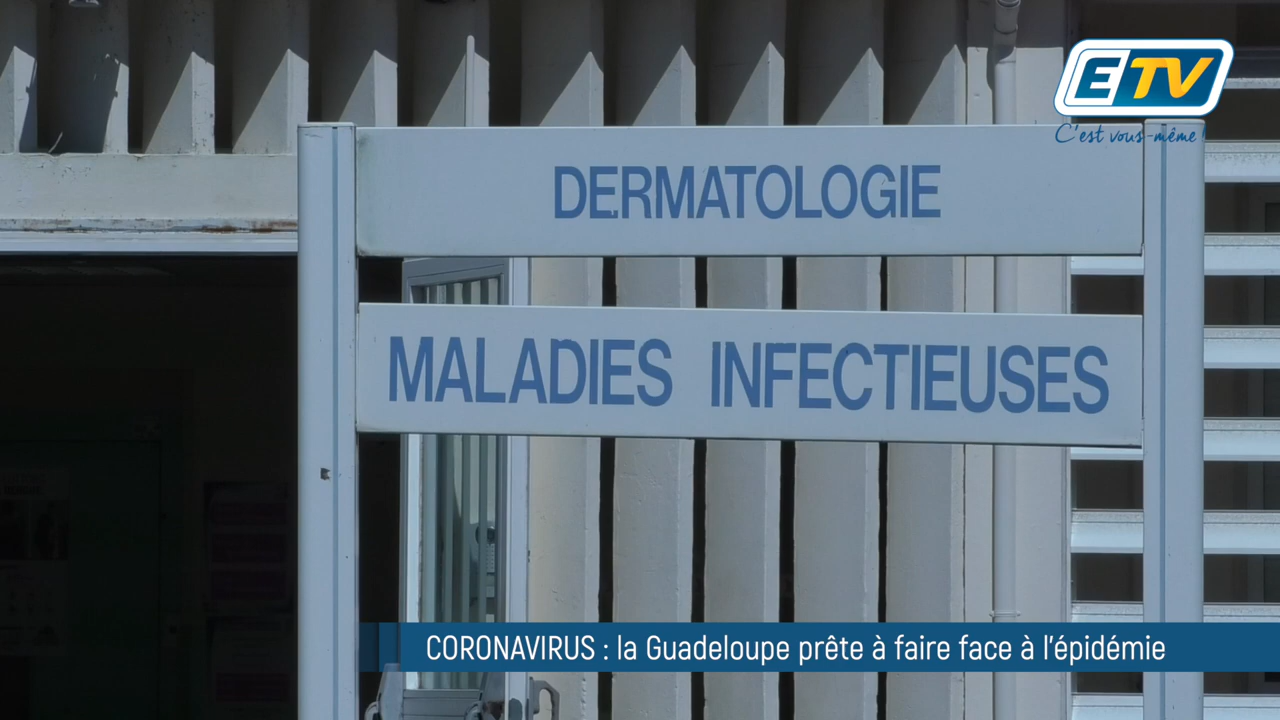 ETV
C'est vous-même !
DERMATOLOGIE
MALADIES INFECTIEUSES
CORONAVIRUS : la Guadeloupe prête à faire face à l'épidémie